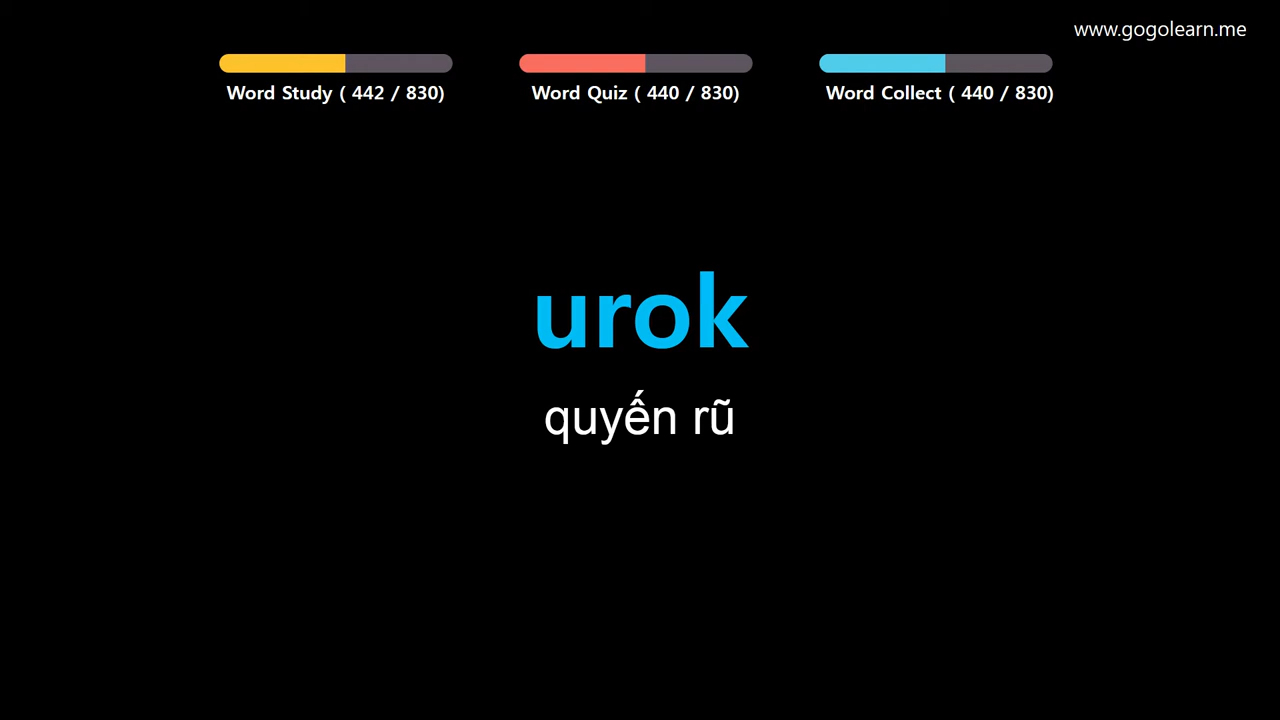 www.gogolearn.me
Word Study ( 442 / 830)
Word Quiz ( 440 / 830)
Word Collect ( 440 / 830)
urok
quyến rũ